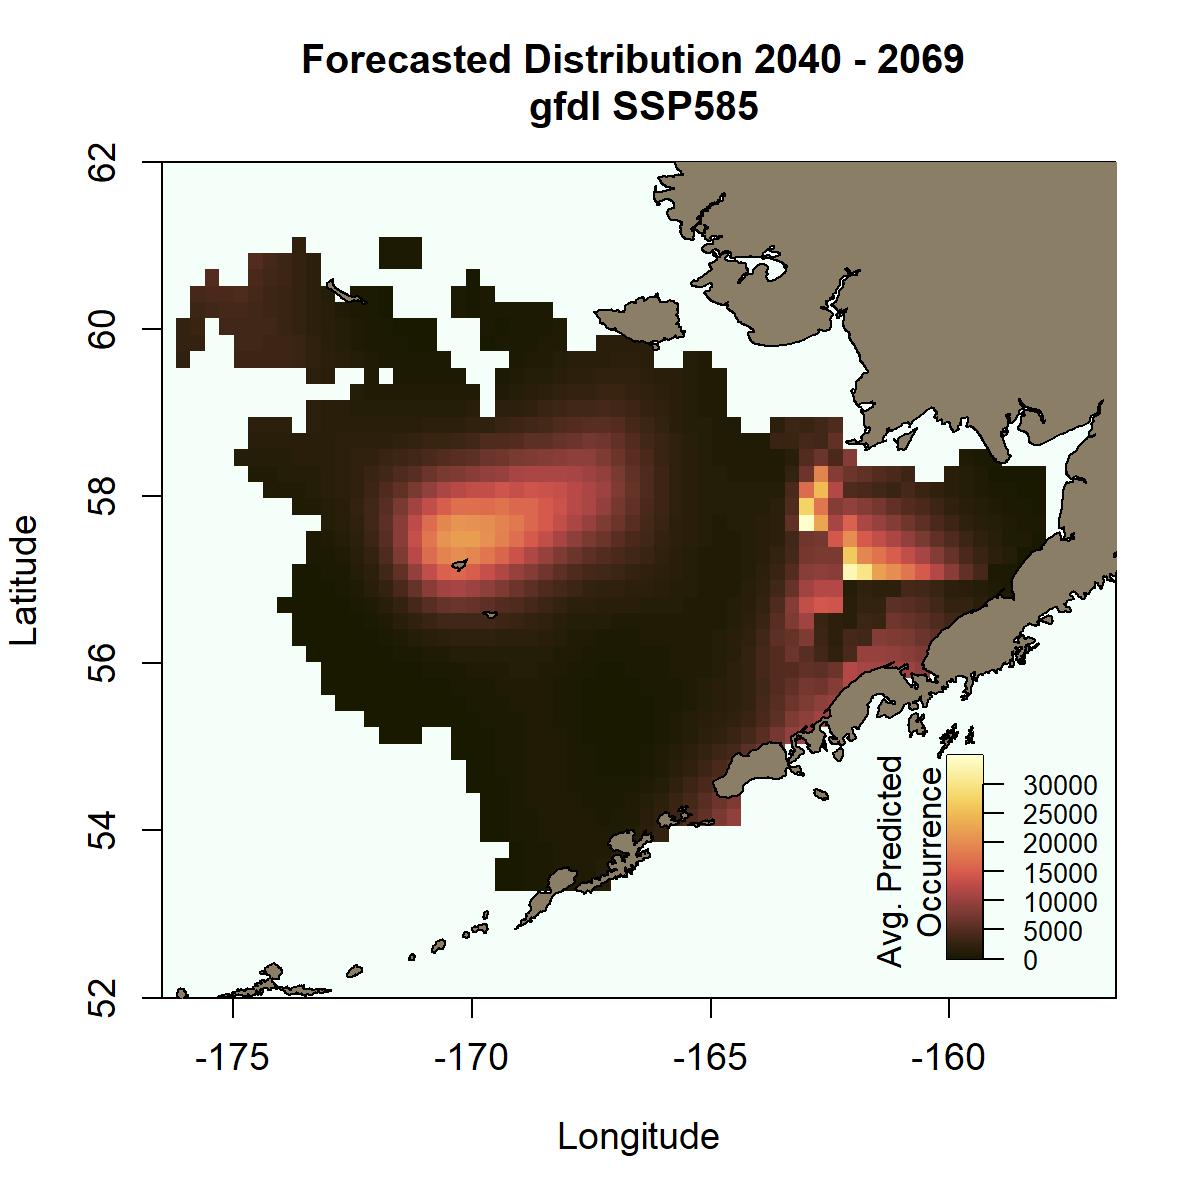 Forecasted Distribution 2040 - 2069
gfdl SSP585
62
60
58
56
54
52
Latitude
-175
-170
-165
-160
Longitude
Avg. Predicted
Occurrence
30000
25000
20000
15000
10000
5000
0